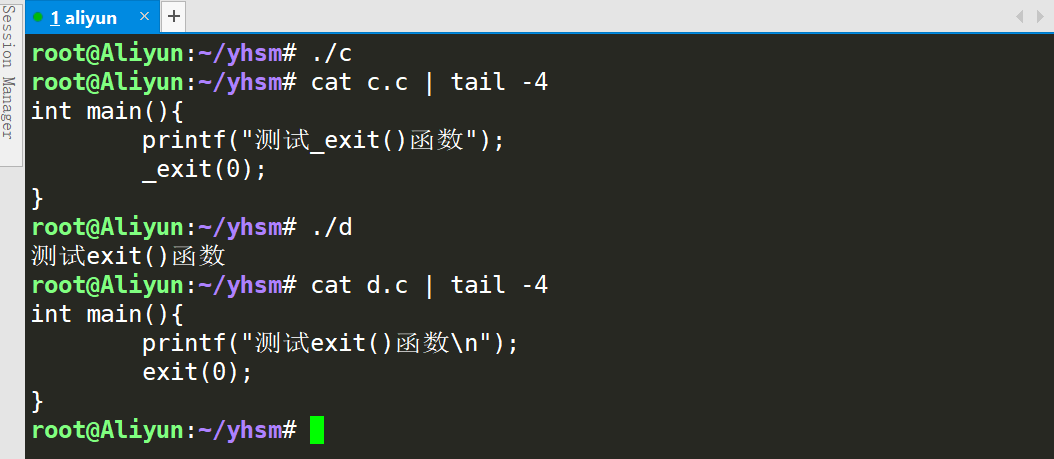 Session Manager
1 aliyun × +
root@Aliyun:~/yhsm# ./c
root@Aliyun:~/yhsm# cat c.c | tail -4
int main(){
        printf("测试_exit()函数");
        _exit(0);
}
root@Aliyun:~/yhsm# ./d
测试exit()函数
root@Aliyun:~/yhsm# cat d.c | tail -4
int main(){
        printf("测试exit()函数\n");
        exit(0);
}
root@Aliyun:~/yhsm#